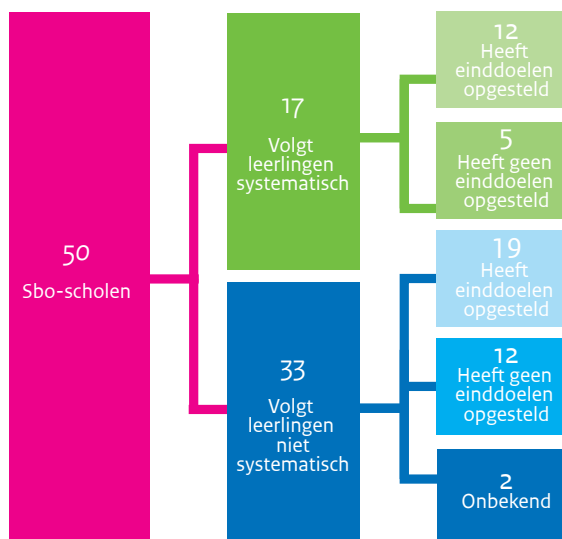 50
Sbo-scholen
17
Volgt
leerlingen
systematisch
12
Heeft
einddoelen
opgesteld
5
Heeft geen
einddoelen
opgesteld
33
Volgt
leerlingen
niet
systematisch
19
Heeft
einddoelen
opgesteld
12
Heeft geen
einddoelen
opgesteld
2
Onbekend